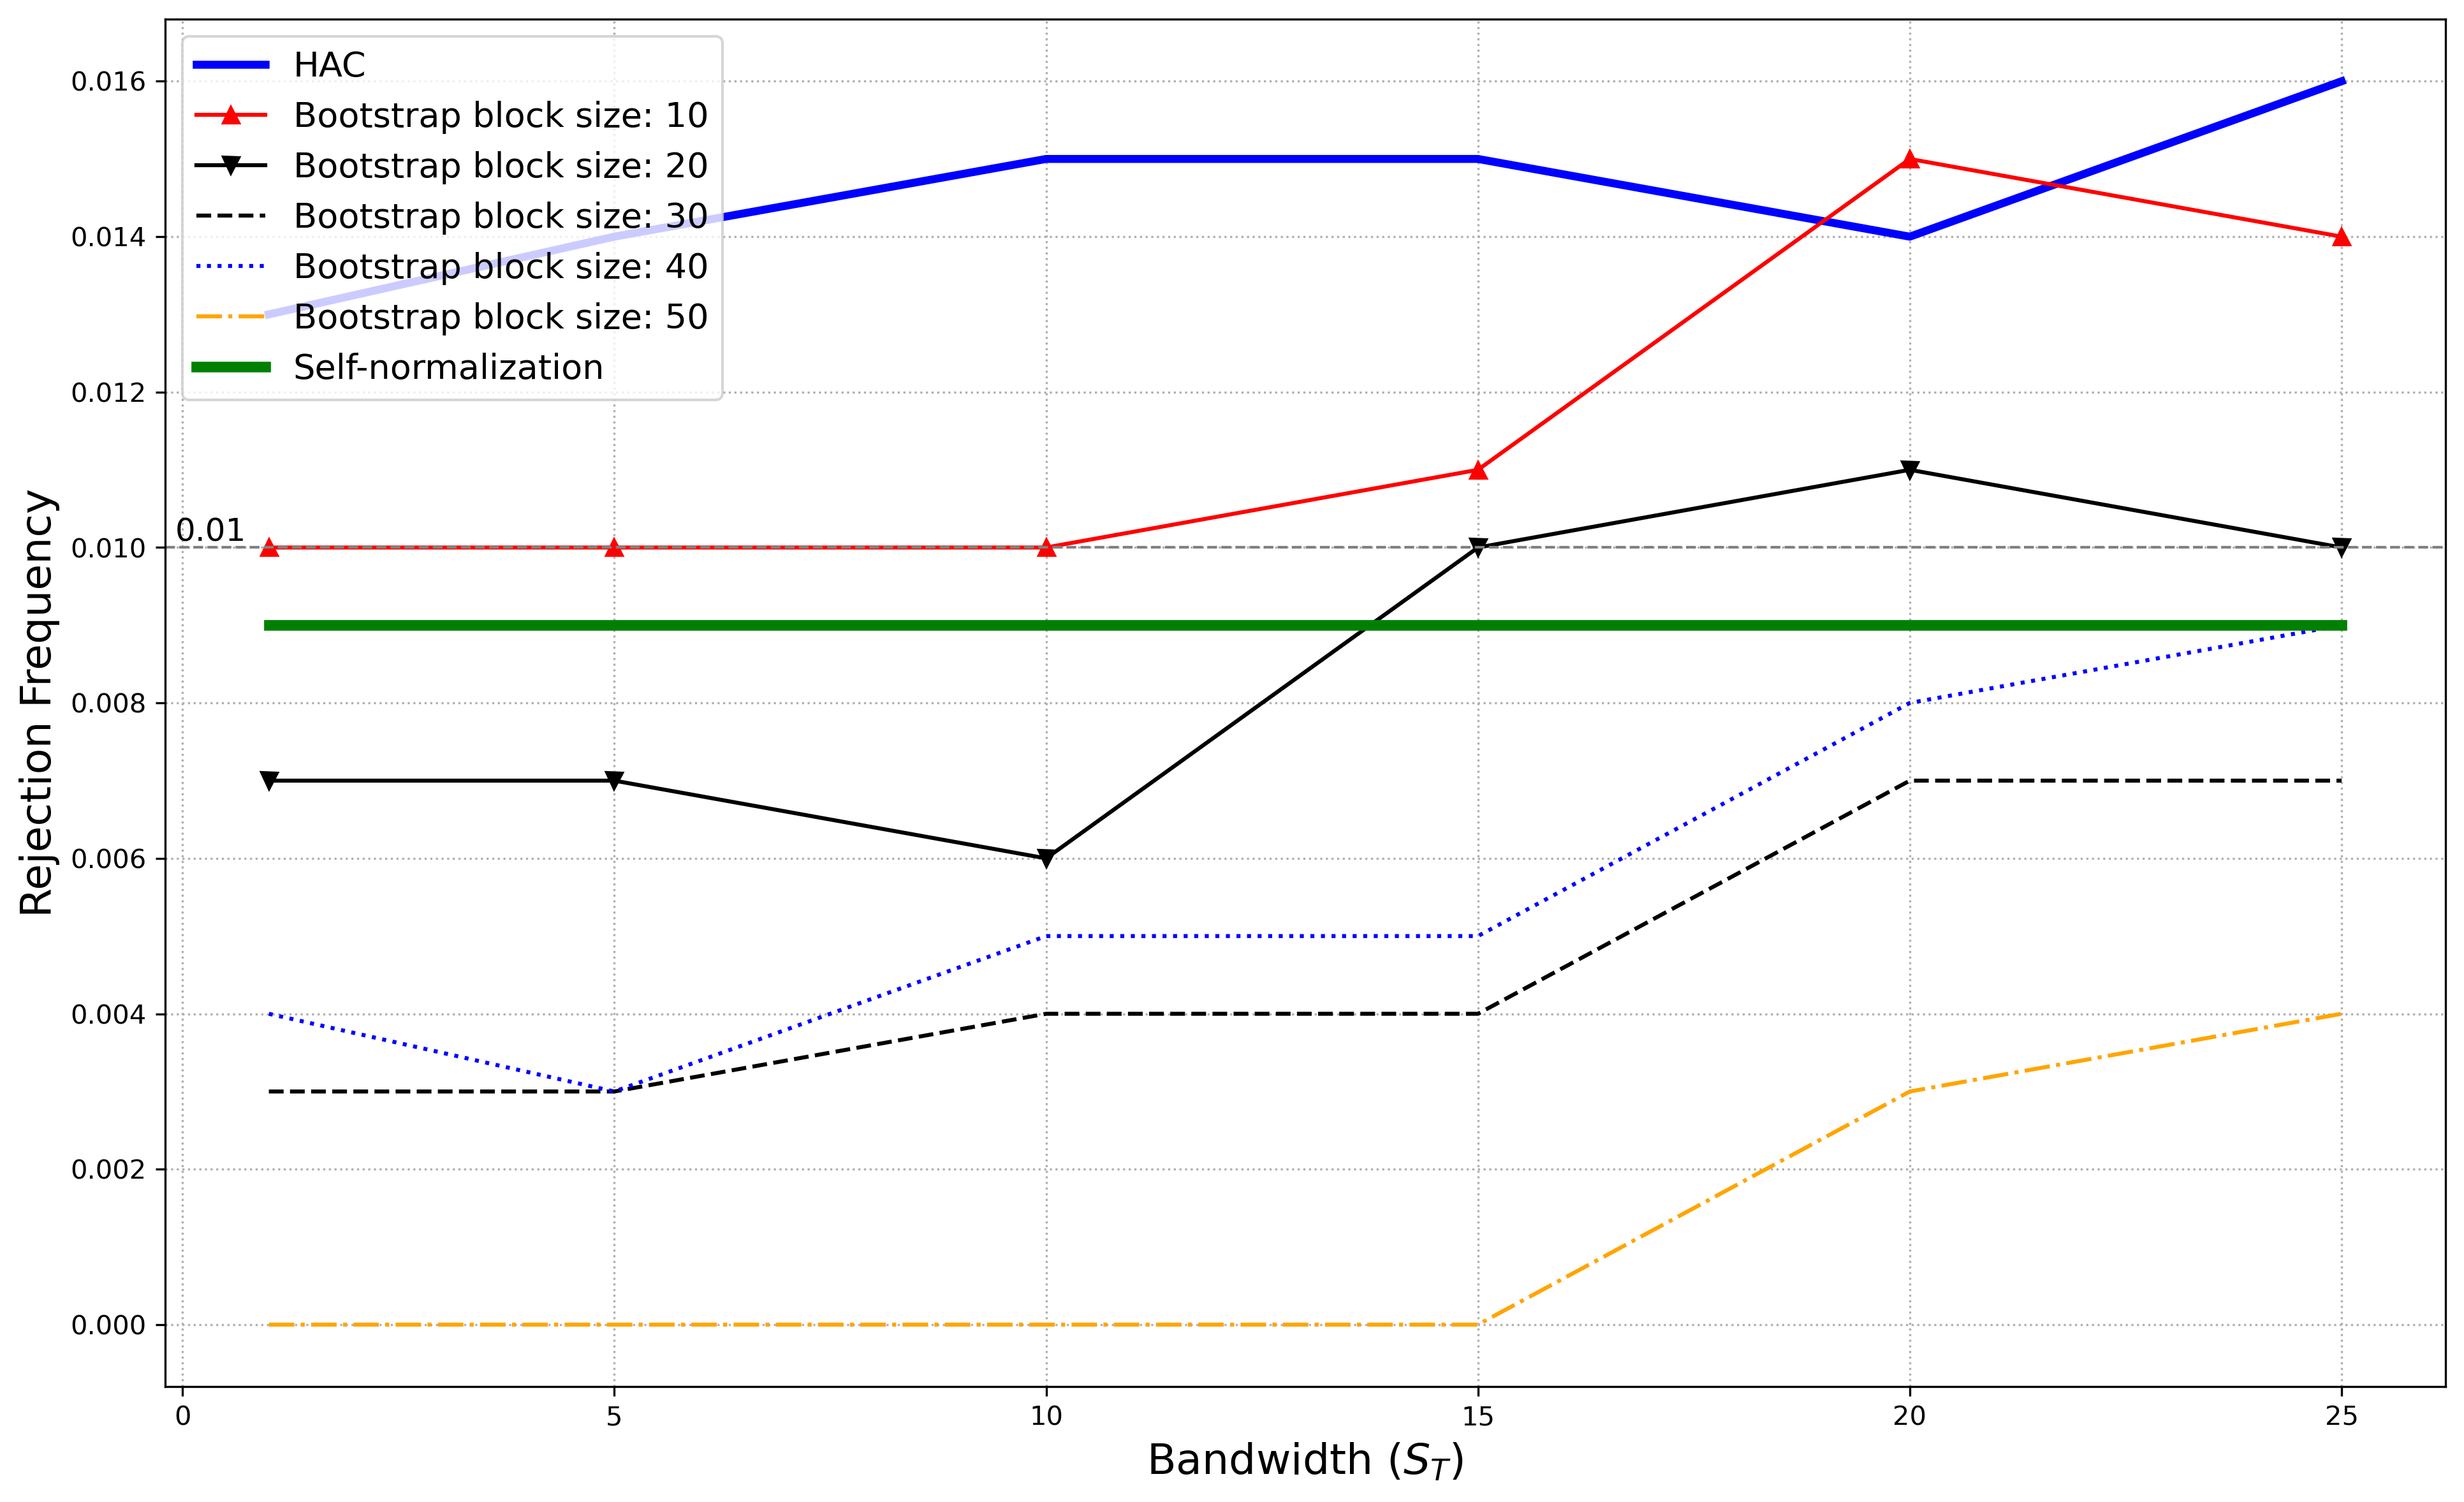 HAC
Bootstrap block size: 10
Bootstrap block size: 20
Bootstrap block size: 30
Bootstrap block size: 40
Bootstrap block size: 50
Self-normalization
0.01
Rejection Frequency
0.016
0.014
0.012
0.010
0.008
0.006
0.004
0.002
0.000
0 5 10 15 20 25
Bandwidth (S_T)